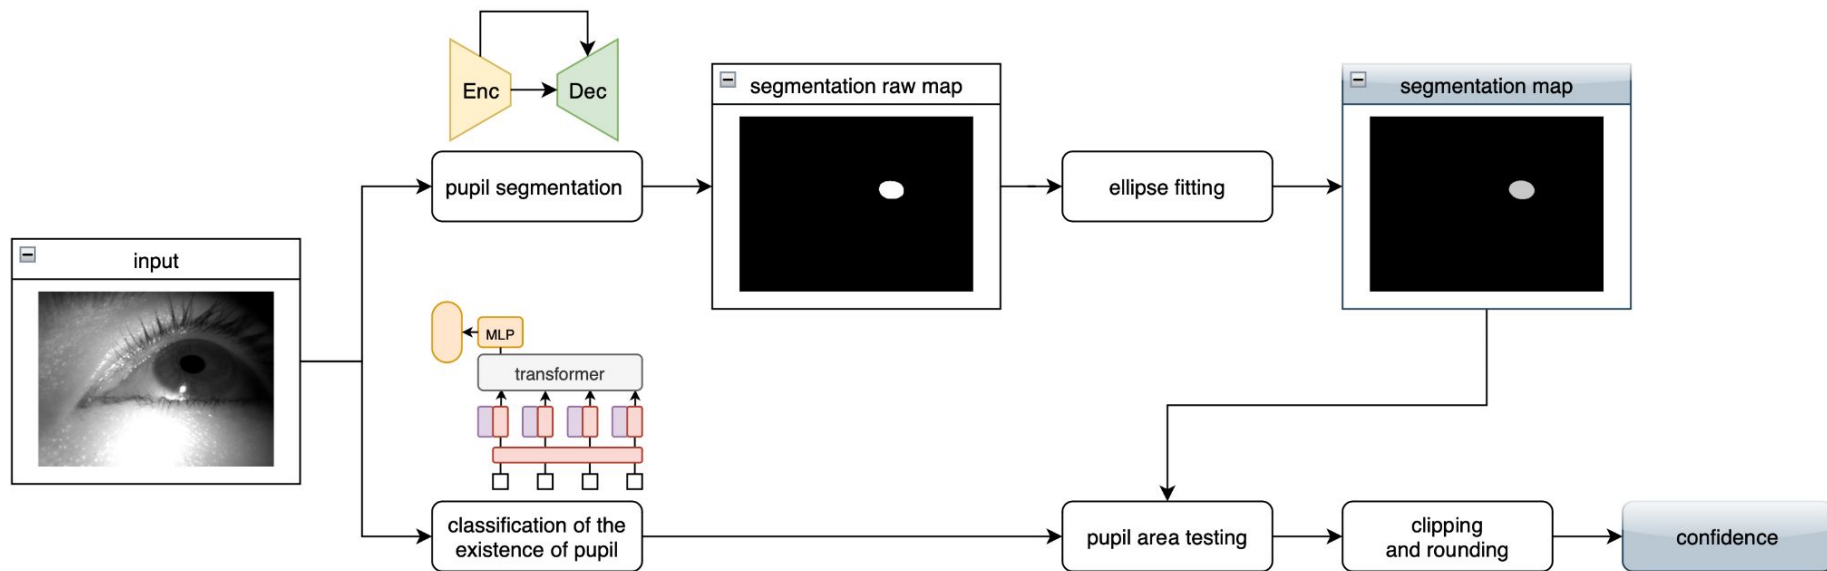 Enc
Dec
segmentation raw map
segmentation map
pupil segmentation
ellipse fitting
input
MLP
transformer
classification of the
existence of pupil
pupil area testing
clipping
and rounding
confidence